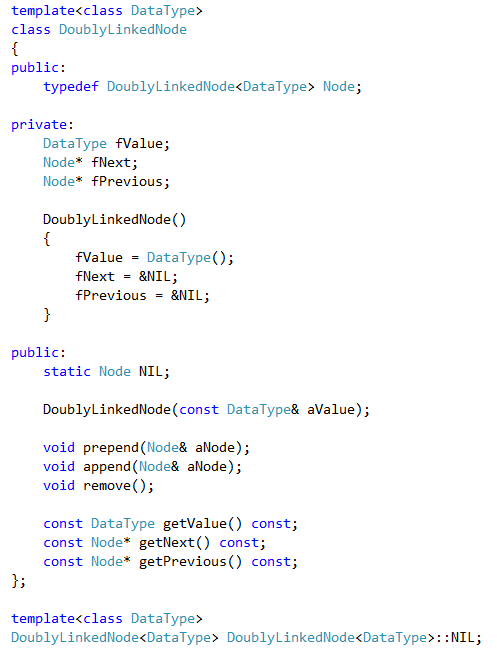 template<class DataType>
class DoublyLinkedNode
{
public:
    typedef DoublyLinkedNode<DataType> Node;

private:
    DataType fValue;
    Node* fNext;
    Node* fPrevious;

    DoublyLinkedNode()
    {
        fValue = DataType();
        fNext = &NIL;
        fPrevious = &NIL;
    }

public:
    static Node NIL;

    DoublyLinkedNode(const DataType& aValue);

    void prepend(Node& aNode);
    void append(Node& aNode);
    void remove();

    const DataType getValue() const;
    const Node* getNext() const;
    const Node* getPrevious() const;
};

template<class DataType>
DoublyLinkedNode<DataType> DoublyLinkedNode<DataType>::NIL;